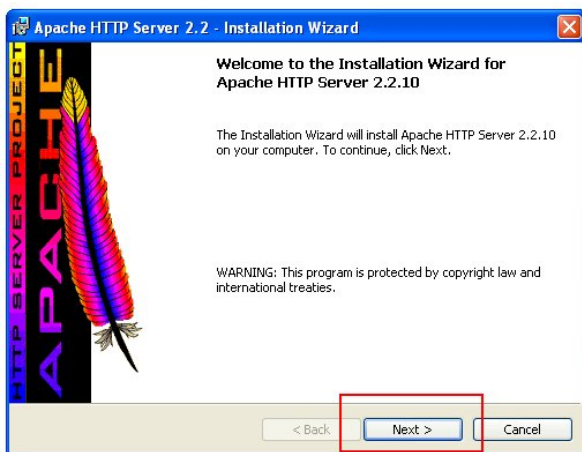 Apache HTTP Server 2.2 - Installation Wizard
HTTP SERVER PROJECT
APACHE
Welcome to the Installation Wizard for
Apache HTTP Server 2.2.10
The Installation Wizard will install Apache HTTP Server 2.2.10
on your computer. To continue, click Next.
WARNING: This program is protected by copyright law and
international treaties.
< Back
Next >
Cancel